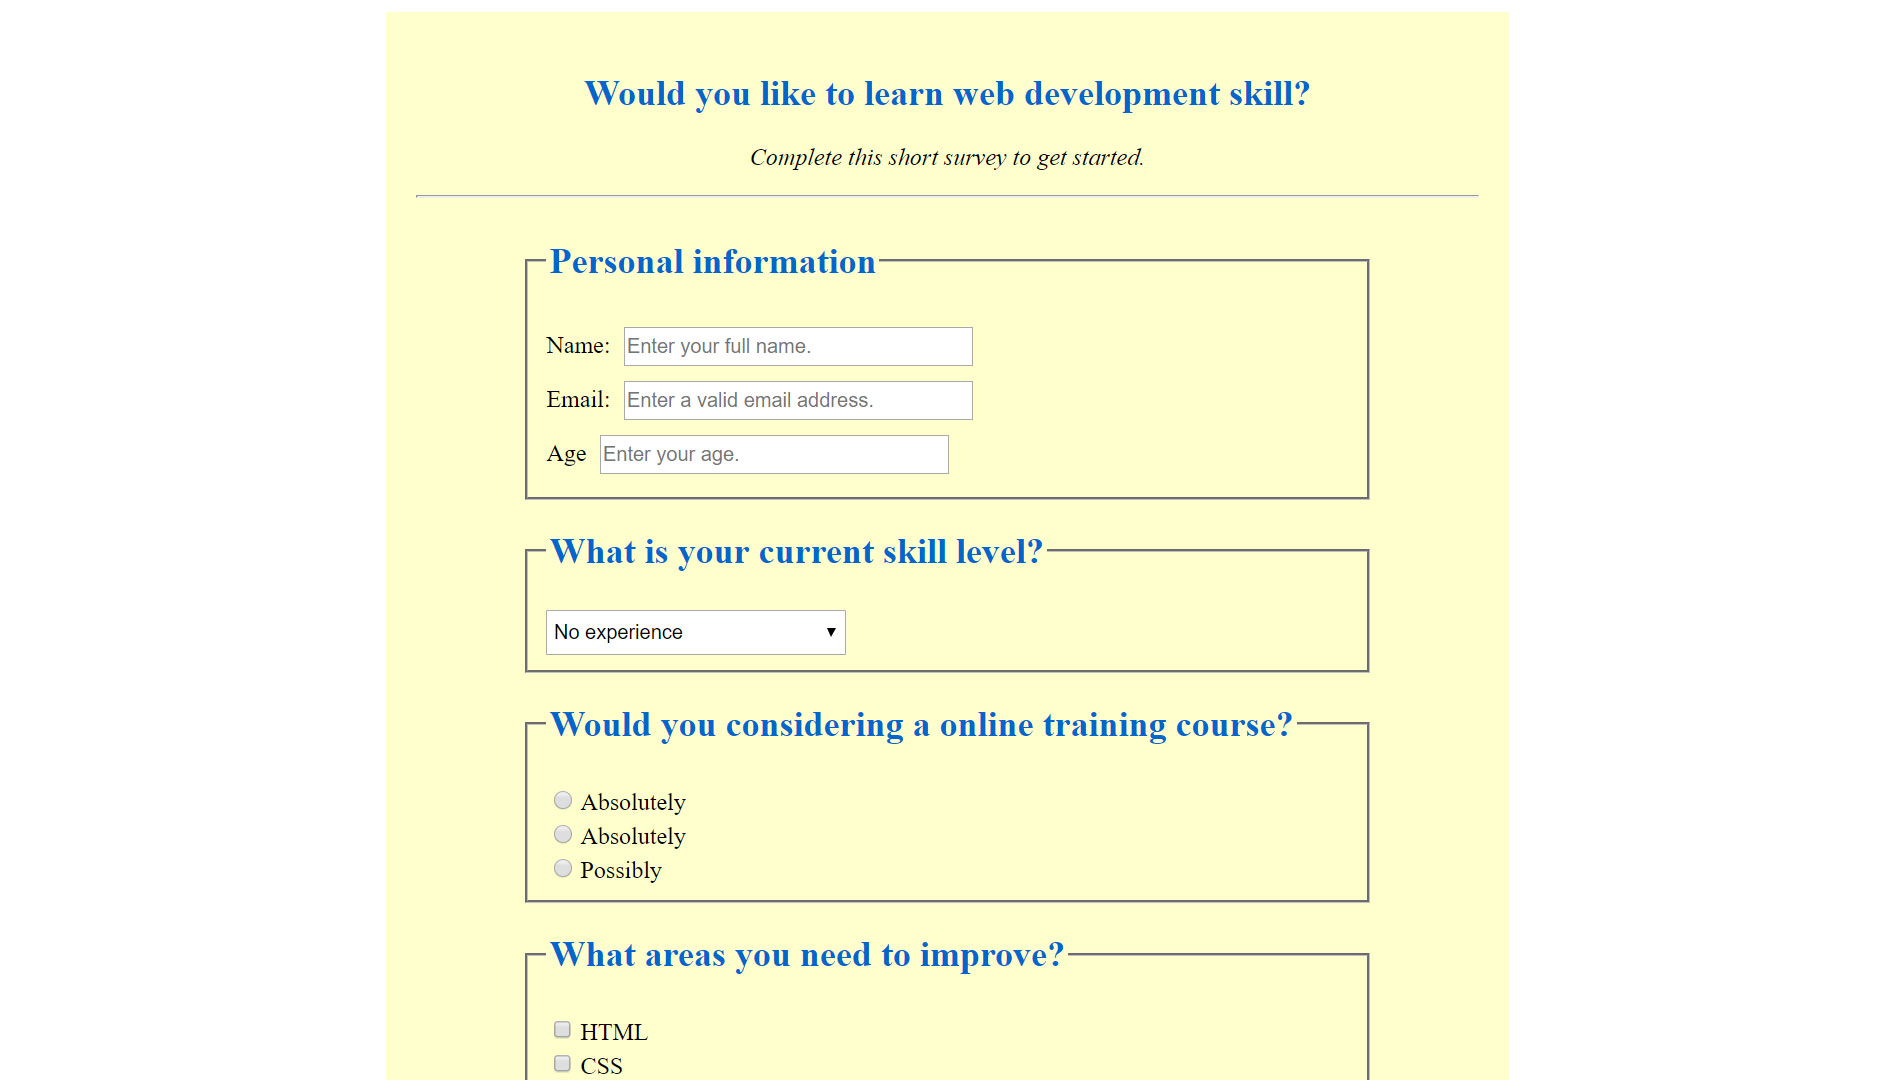 Would you like to learn web development skill?
Complete this short survey to get started.
Personal information
Name: Enter your full name.
Email: Enter a valid email address.
Age Enter your age.
What is your current skill level?
No experience
Would you considering a online training course?
Absolutely
Absolutely
Possibly
What areas you need to improve?
HTML
CSS